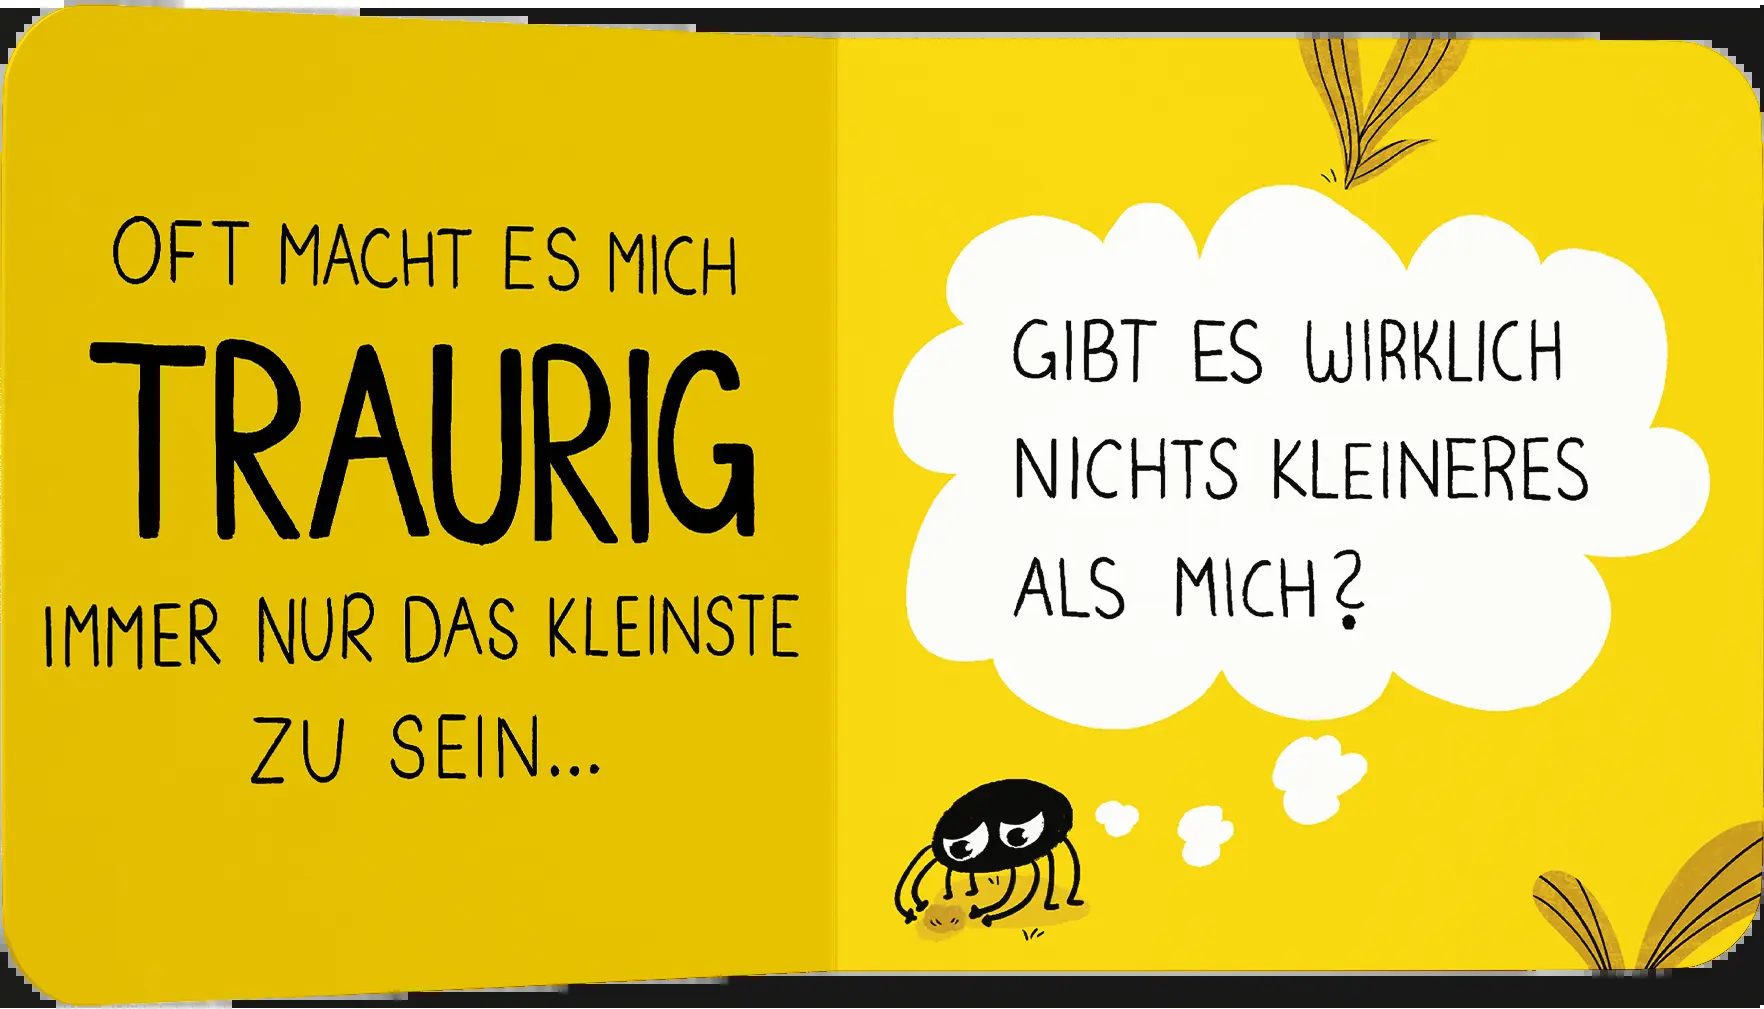 OFT MACHT ES MICH
TRAURIG
IMMER NUR DAS KLEINSTE
ZU SEIN...
GIBT ES WIRKLICH
NICHTS KLEINERES
ALS MICH?